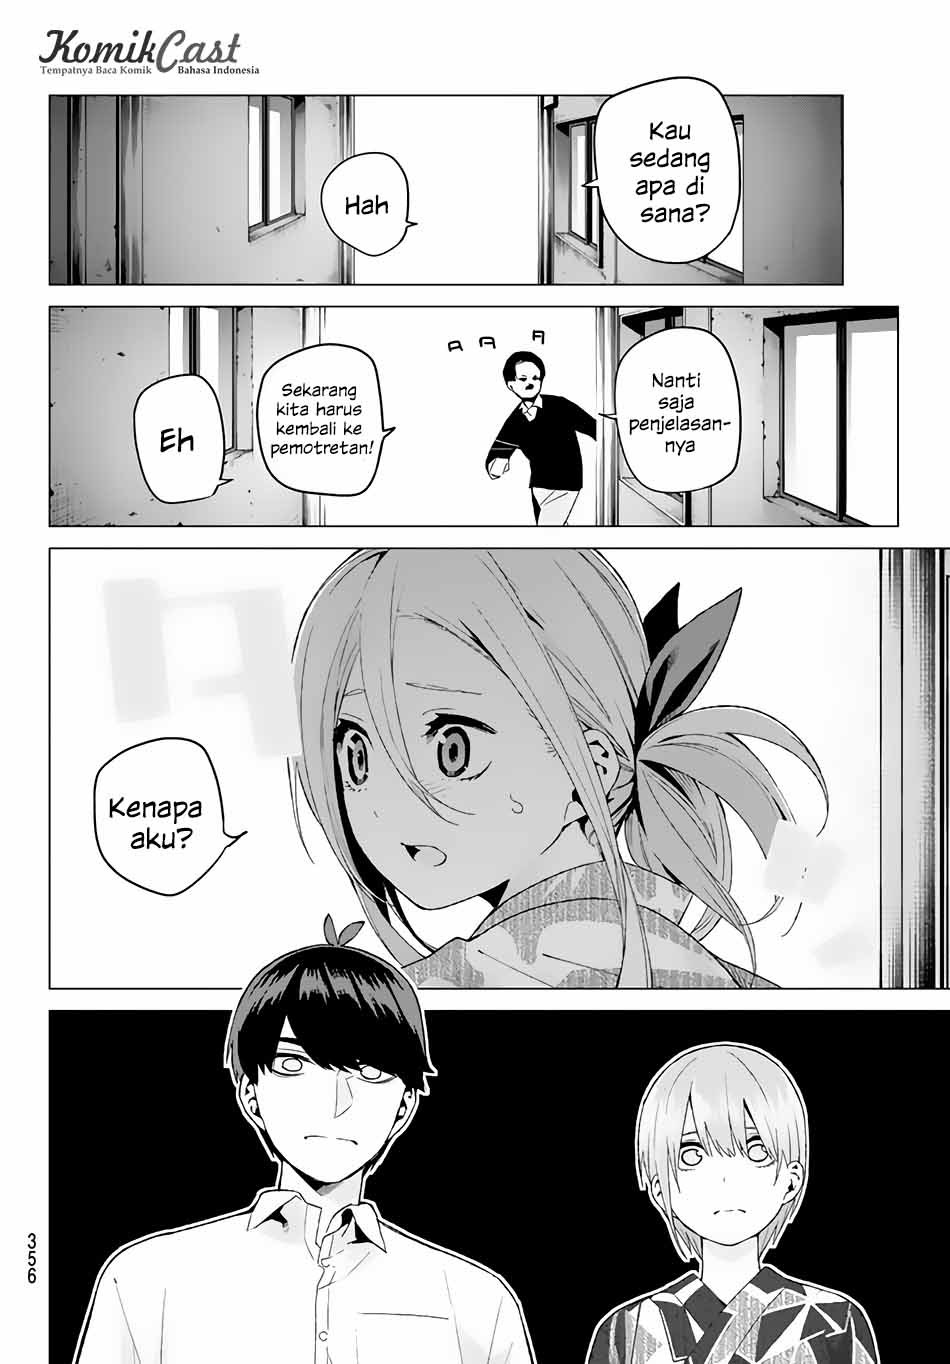 KomikCast
Tempatnya Baca Komik Bahasa Indonesia
Kau
sedang
apa di
sana?
Hah
Nanti
saja
penjelasan-
nya
Sekarang
kita harus
kembali ke
pemotretan!
Eh
Kenapa
aku?
356